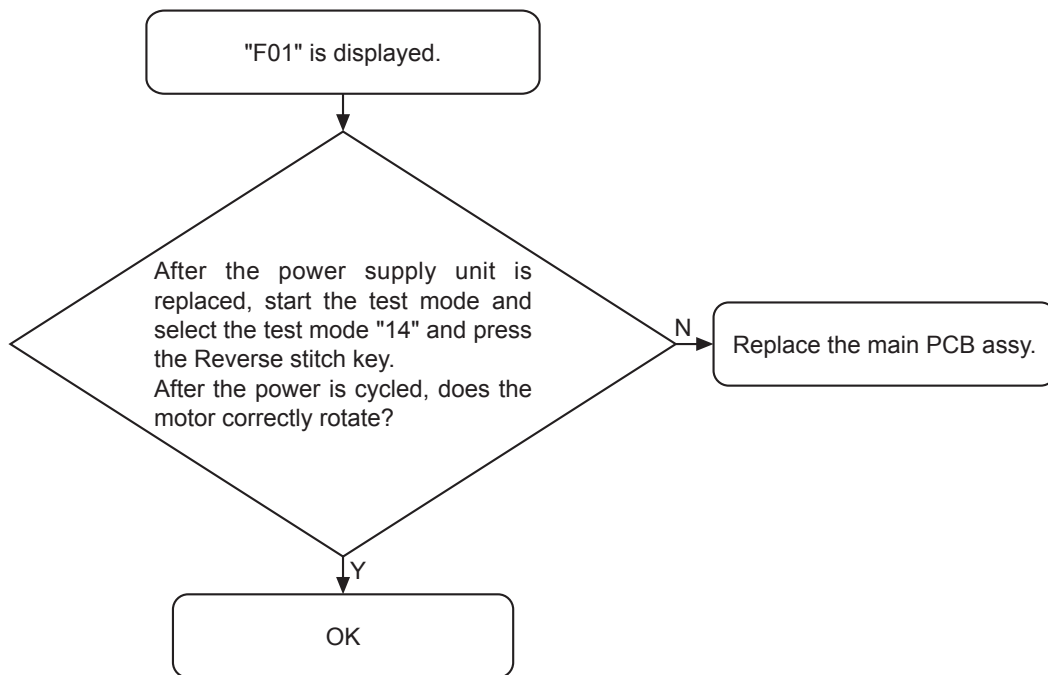 "F01" is displayed.
After the power supply unit is
replaced, start the test mode and
select the test mode "14" and press
the Reverse stitch key.
After the power is cycled, does the
motor correctly rotate?
N
Replace the main PCB assy.
Y
OK